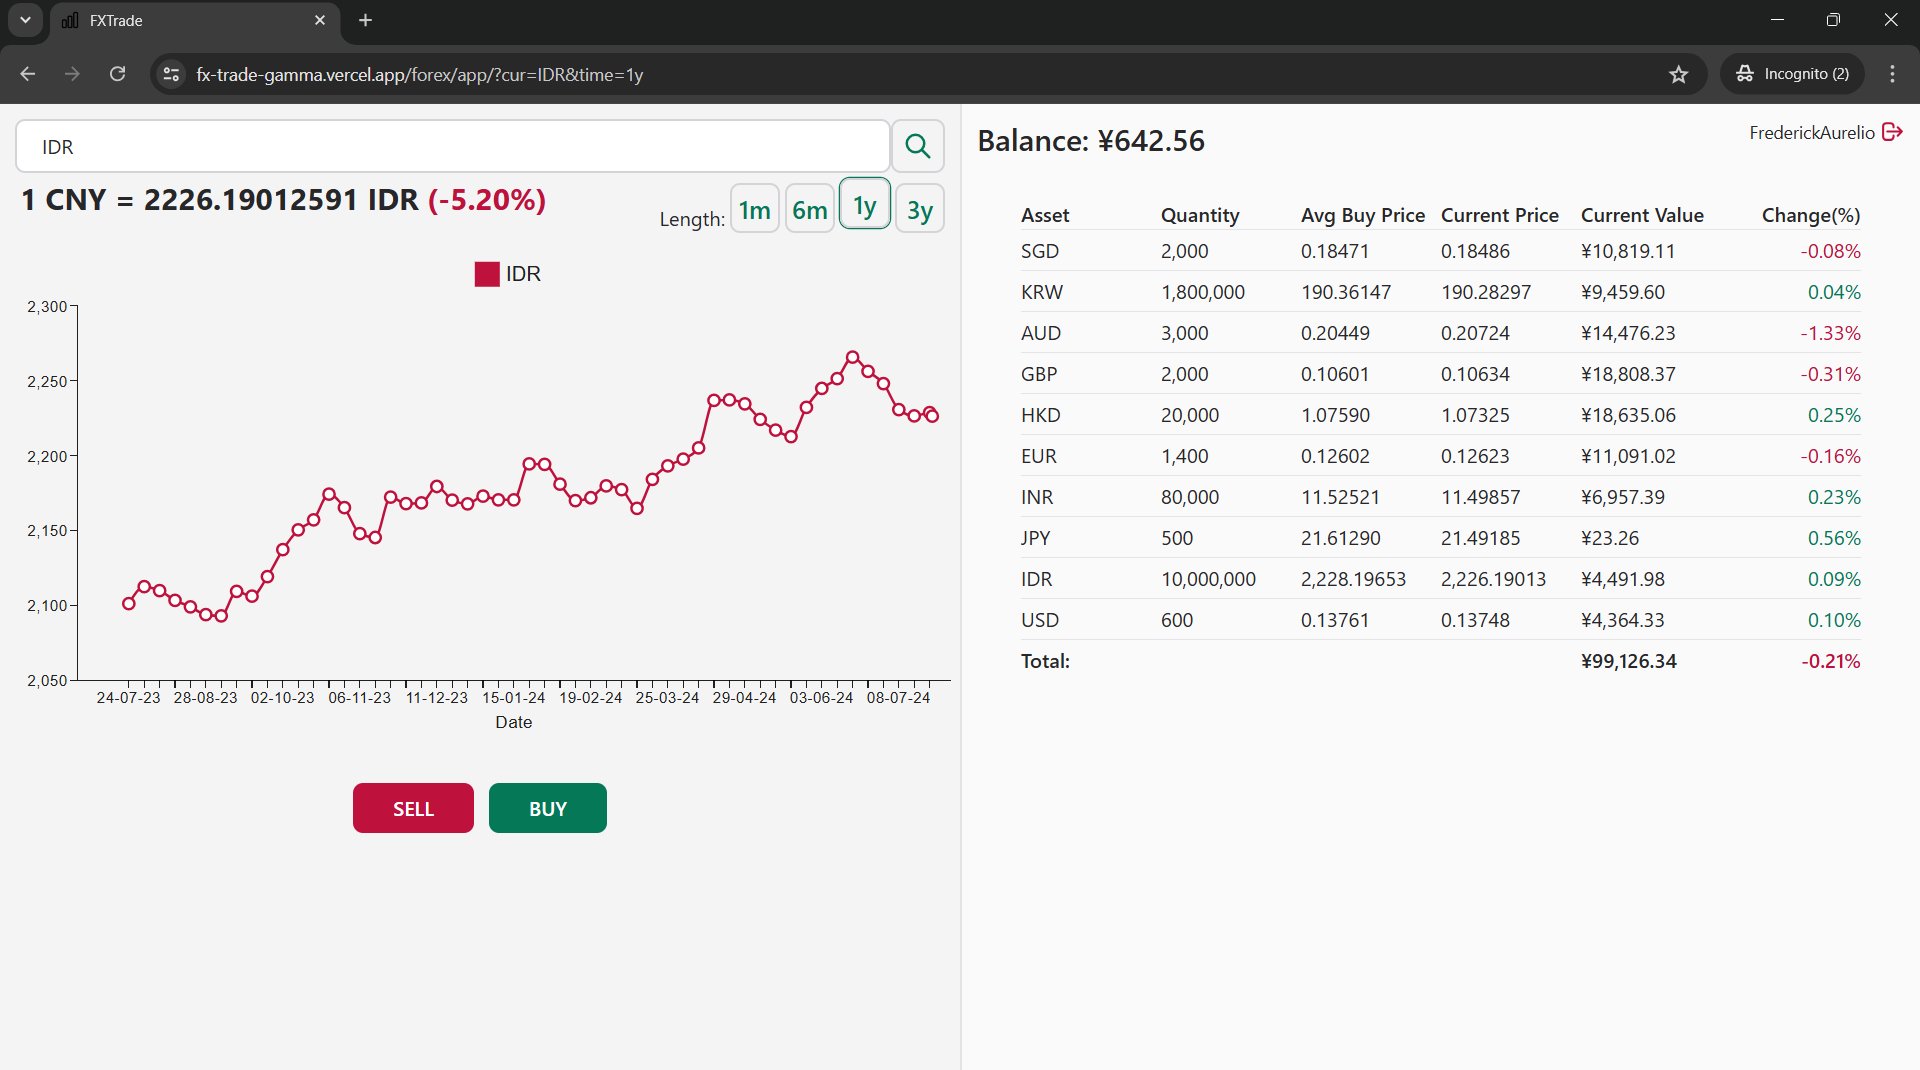 FXTrade
fx-trade-gamma.vercel.app/forex/app/?cur=IDR&time=1y
Incognito (2)
IDR
1 CNY = 2226.19012591 IDR (-5.20%)
Length: 1m 6m 1y 3y
IDR
2,300
2,250
2,200
2,150
2,100
2,050
24-07-23 28-08-23 02-10-23 06-11-23 11-12-23 15-01-24 19-02-24 25-03-24 29-04-24 03-06-24 08-07-24
Date
SELL BUY
Balance: ¥642.56
FrederickAurelio
Asset Quantity Avg Buy Price Current Price Current Value Change(%)
SGD 2,000 0.18471 0.18486 ¥10,819.11 -0.08%
KRW 1,800,000 190.36147 190.28297 ¥9,459.60 0.04%
AUD 3,000 0.20449 0.20724 ¥14,476.23 -1.33%
GBP 2,000 0.10601 0.10634 ¥18,808.37 -0.31%
HKD 20,000 1.07590 1.07325 ¥18,635.06 0.25%
EUR 1,400 0.12602 0.12623 ¥11,091.02 -0.16%
INR 80,000 11.52521 11.49857 ¥6,957.39 0.23%
JPY 500 21.61290 21.49185 ¥23.26 0.56%
IDR 10,000,000 2,228.19653 2,226.19013 ¥4,491.98 0.09%
USD 600 0.13761 0.13748 ¥4,364.33 0.10%
Total: ¥99,126.34 -0.21%